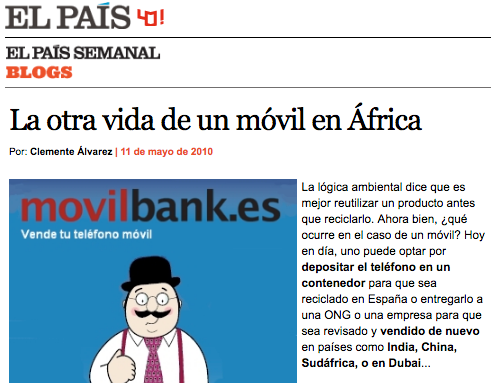 EL PAÍS 40!
EL PAÍS SEMANAL
BLOGS
La otra vida de un móvil en África
Por: Clemente Álvarez | 11 de mayo de 2010
movilbank.es
Vende tu teléfono móvil
La lógica ambiental dice que es
mejor reutilizar un producto antes
que reciclarlo. Ahora bien, ¿qué
ocurre en el caso de un móvil? Hoy
en día, uno puede optar por
depositar el teléfono en un
contenedor para que sea
reciclado en España o entregarlo a
una ONG o una empresa para que
sea revisado y vendido de nuevo
en países como India, China,
Sudáfrica, o en Dubai...